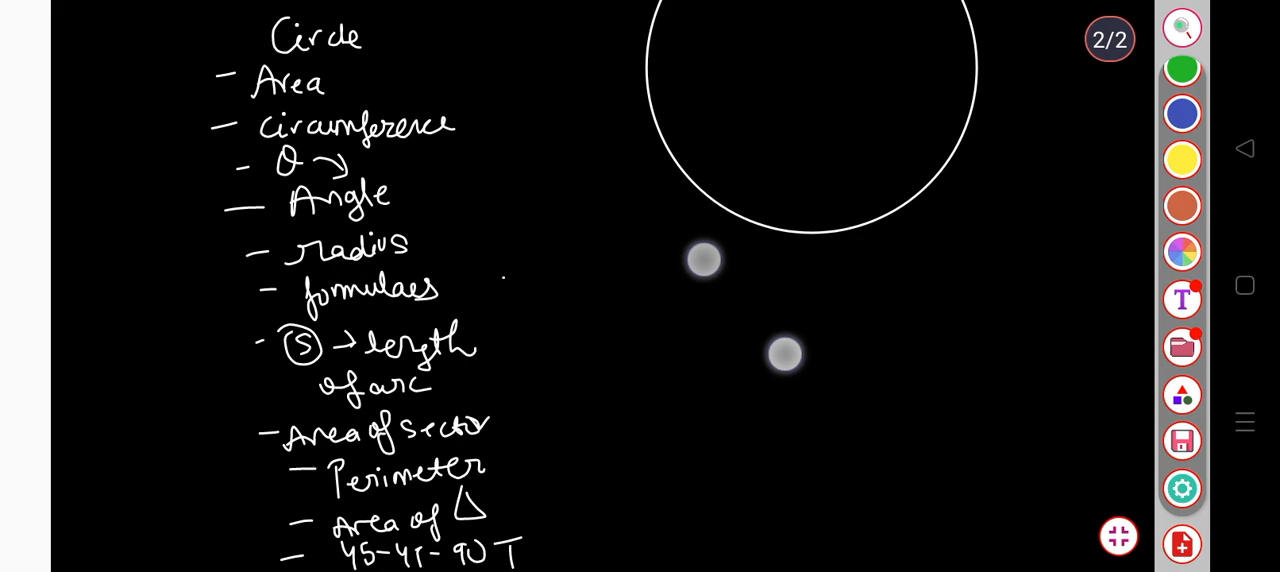 Circle
- Area
- circumference
- θ →
- Angle
- radius
- formulaes
- S → length
of arc
- Area of sector
- Perimeter
- Area of △
- 45-45-90 T
2/2
T